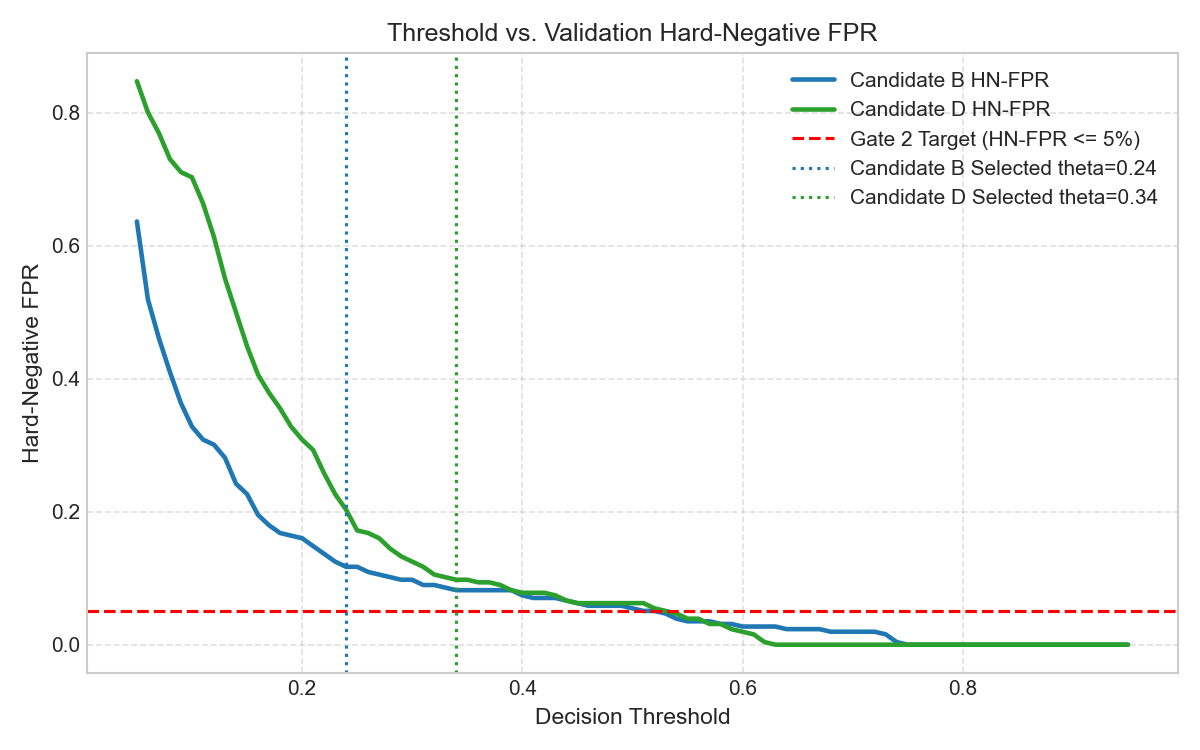 Threshold vs. Validation Hard-Negative FPR
Candidate B HN-FPR
Candidate D HN-FPR
Gate 2 Target (HN-FPR <= 5%)
Candidate B Selected theta=0.24
Candidate D Selected theta=0.34
Hard-Negative FPR
0.8
0.6
0.4
0.2
0.0
0.2 0.4 0.6 0.8
Decision Threshold